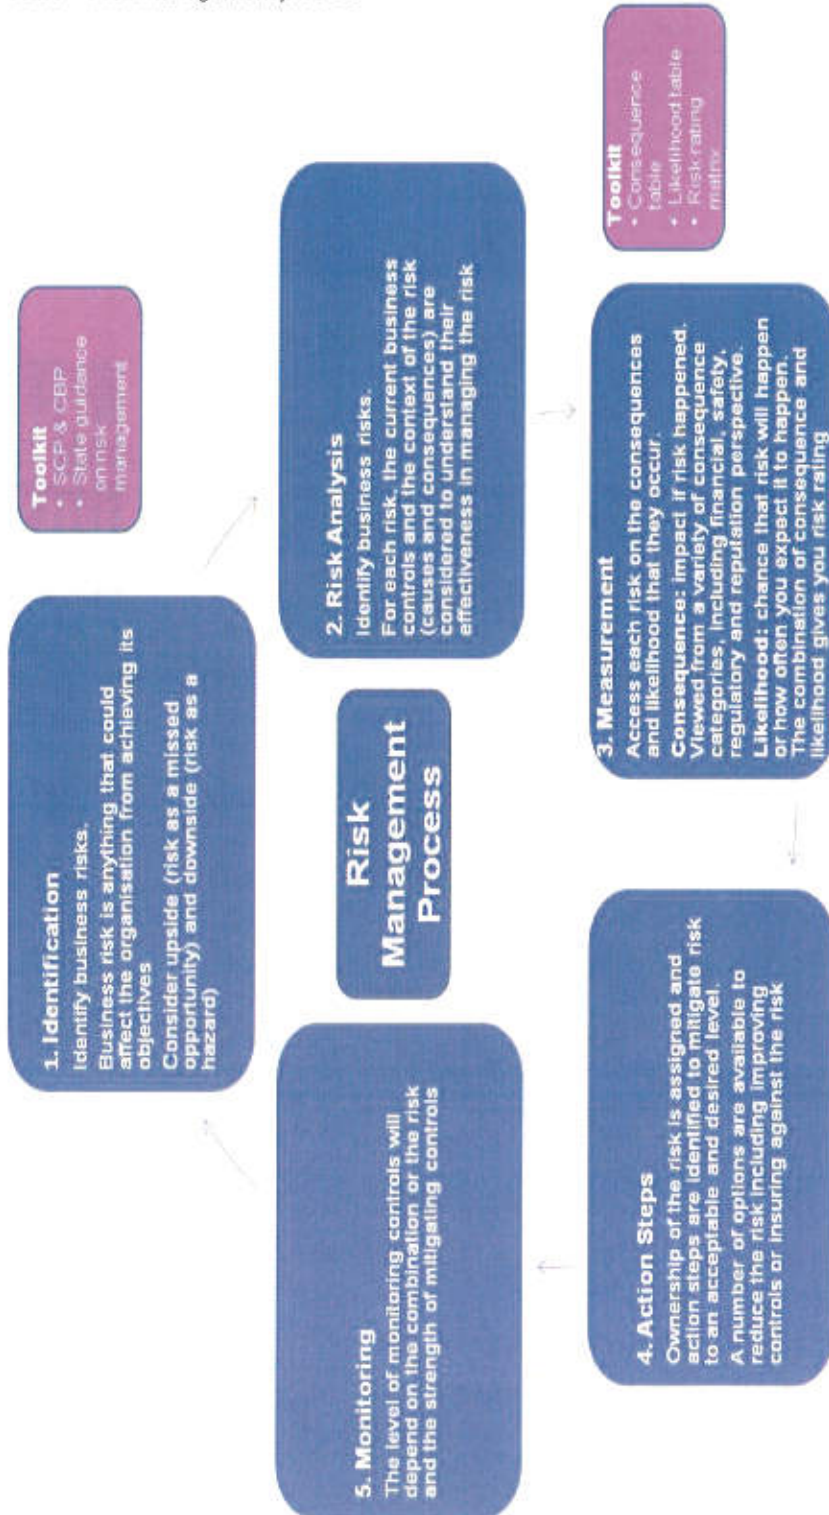 1. Identification
Identify business risks.
Business risk is anything that could
affect the organisation from achieving its
objectives
Consider upside (risk as a missed
opportunity) and downside (risk as a
hazard)
Toolkit
• SCP & CBP
• State guidance
on risk
management
2. Risk Analysis
Identify business risks.
For each risk, the current business
controls and the context of the risk
(causes and consequences) are
considered to understand their
effectiveness in managing the risk
Risk
Management
Process
3. Measurement
Access each risk on the consequences
and likelihood that they occur.
Consequence: impact if risk happened.
Viewed from a variety of consequence
categories, including financial, safety,
regulatory and reputation perspective.
Likelihood: chance that risk will happen
or how often you expect it to happen.
The combination of consequence and
likelihood gives you risk rating
Toolkit
• Consequence
table
• Likelihood table
• Risk rating
matrix
4. Action Steps
Ownership of the risk is assigned and
action steps are identified to mitigate risk
to an acceptable and desired level.
A number of options are available to
reduce the risk including improving
controls or insuring against the risk
5. Monitoring
The level of monitoring controls will
depend on the combination or the risk
and the strength of mitigating controls